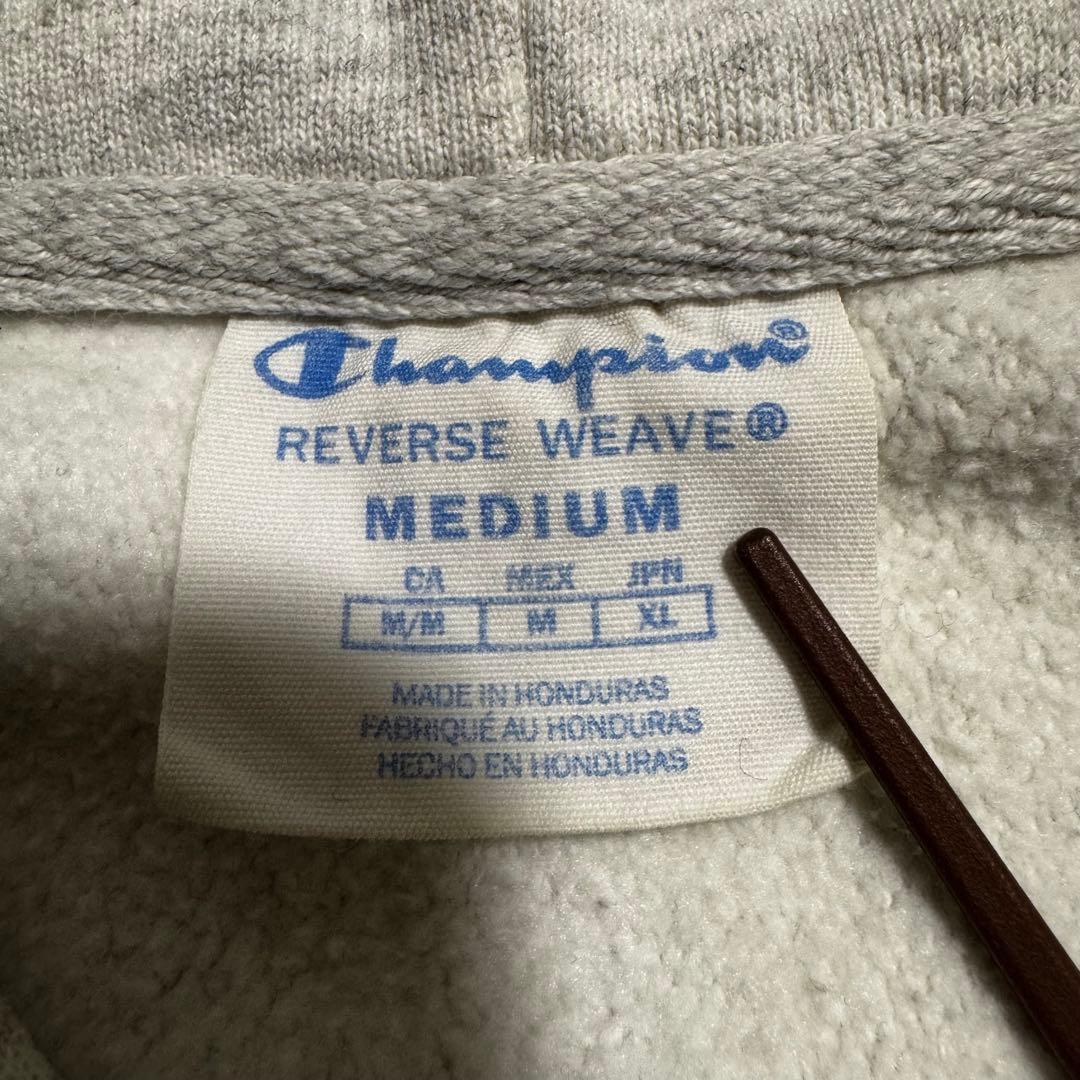 Champion®
REVERSE WEAVE®
MEDIUM
CA MEX JPN
M/M M XL
MADE IN HONDURAS
FABRIQUÉ AU HONDURAS
HECHO EN HONDURAS